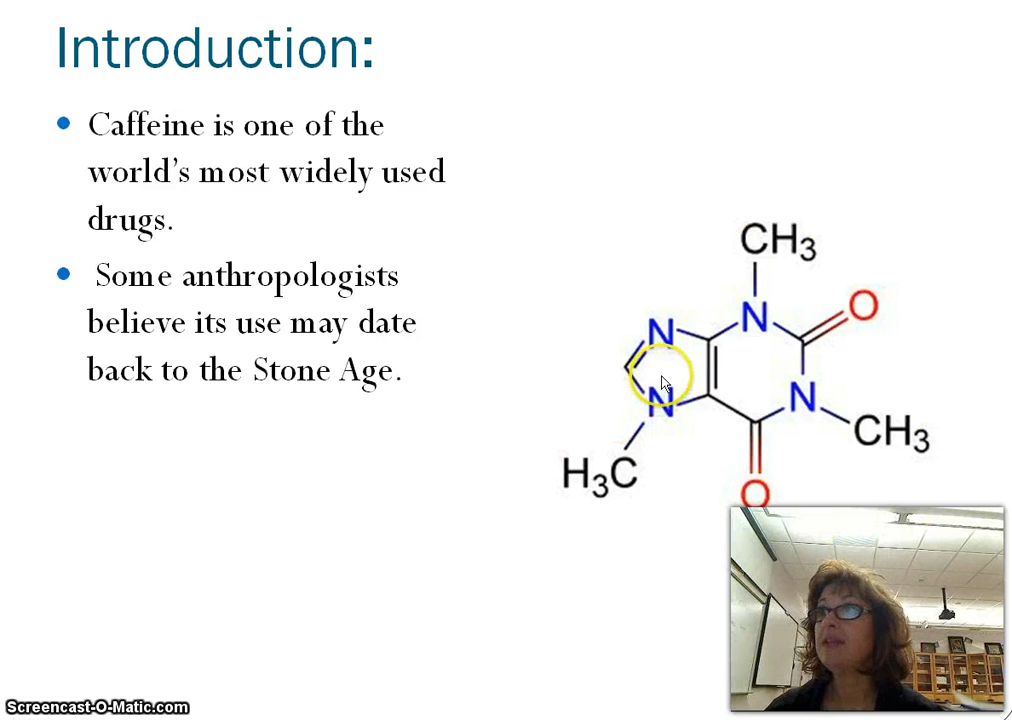 Introduction:
• Caffeine is one of the
world's most widely used
drugs.
• Some anthropologists
believe its use may date
back to the Stone Age.
CH3
N
N
O
N
N
CH3
H3C
O
Screencast-O-Matic.com